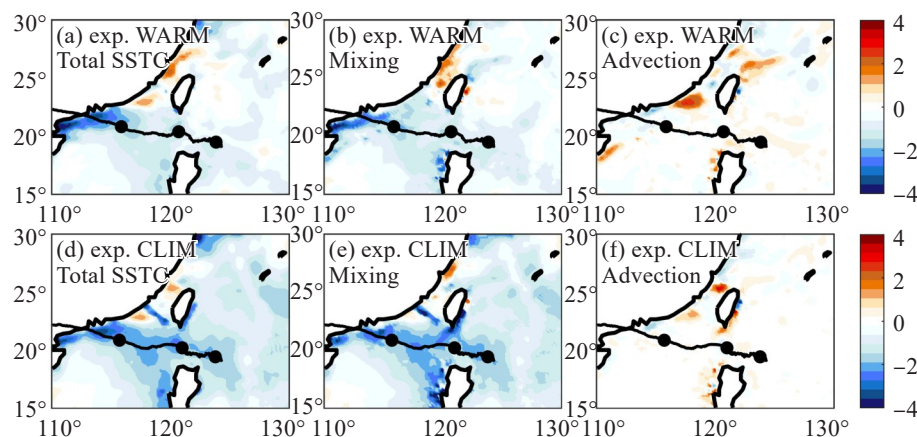 30° (a) exp. WARM (b) exp. WARM (c) exp. WARM 4
Total SSTC Mixing Advection
25° 25° 25° 2
20° 20° 20° 0
−2
15° 15° 15° −4
110° 120° 130° 110° 120° 130° 110° 120° 130°
30° (d) exp. CLIM 30° (e) exp. CLIM 30° (f) exp. CLIM 4
Total SSTC Mixing Advection
25° 25° 25° 2
20° 20° 20° 0
−2
15° 15° 15° −4
110° 120° 130° 110° 120° 130° 110° 120° 130°